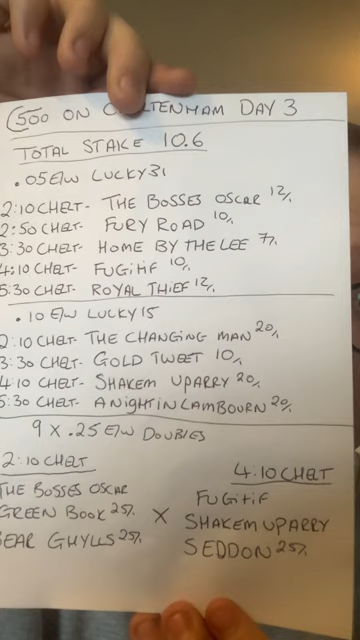 £500 ON CHELTENHAM DAY 3
TOTAL STAKE 10.6
.05 E/W LUCKY 31
2:10 CHELT- THE BOSSES OSCAR 12/1
2:50 CHELT- FURY ROAD 10/1
3:30 CHELT- HOME BY THE LEE 7/1
4:10 CHELT- FUGITIF 10/1
5:30 CHELT- ROYAL THIEF 12/1
.10 E/W LUCKY 15
2:10 CHELT- THE CHANGING MAN 20/1
3:30 CHELT- GOLD TWEET 10/1
4:10 CHELT- SHAKEM UPARRY 20/1
5:30 CHELT- A NIGHT IN LAMBOURN 20/1
9 X .25 E/W DOUBLES
2:10 CHELT
4:10 CHELT
THE BOSSES OSCAR
GREEN BOOK 25/1
BEAR GHYLLS 25/1
X
FUGITIF
SHAKEM UPARRY
SEDDON 25/1